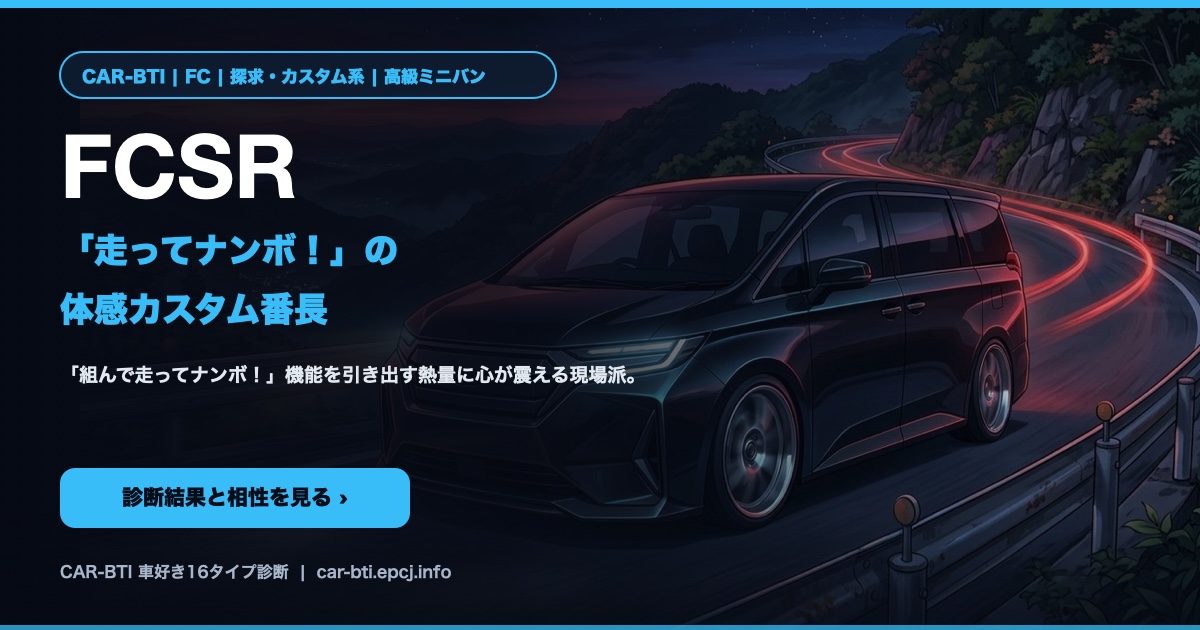 CAR-BTI | FC | 探求・カスタム系 | 高級ミニバン
FCSR
「走ってナンボ！」の
体感カスタム番長
「組んで走ってナンボ！」機能を引き出す熱量に心が震える現場派。
診断結果と相性を見る ›
CAR-BTI 車好き16タイプ診断 ｜ car-bti.epcj.info